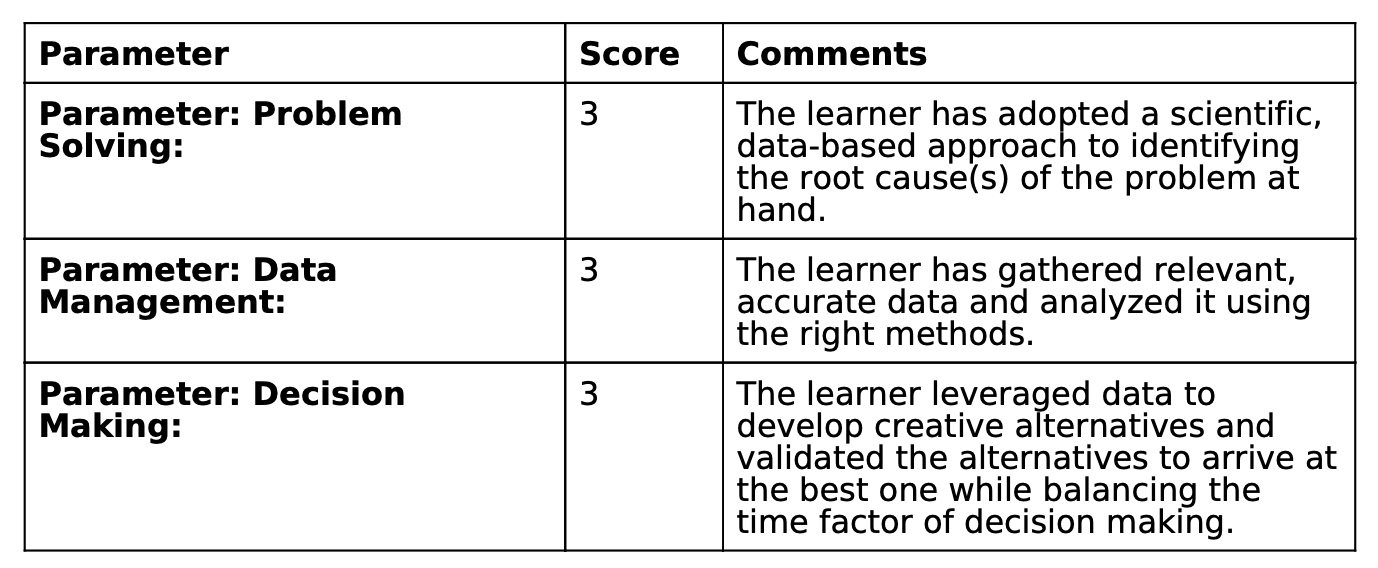 Parameter Score Comments
Parameter: Problem
Solving:
3
The learner has adopted a scientific,
data-based approach to identifying
the root cause(s) of the problem at
hand.
Parameter: Data
Management:
3
The learner has gathered relevant,
accurate data and analyzed it using
the right methods.
Parameter: Decision
Making:
3
The learner leveraged data to
develop creative alternatives and
validated the alternatives to arrive at
the best one while balancing the
time factor of decision making.